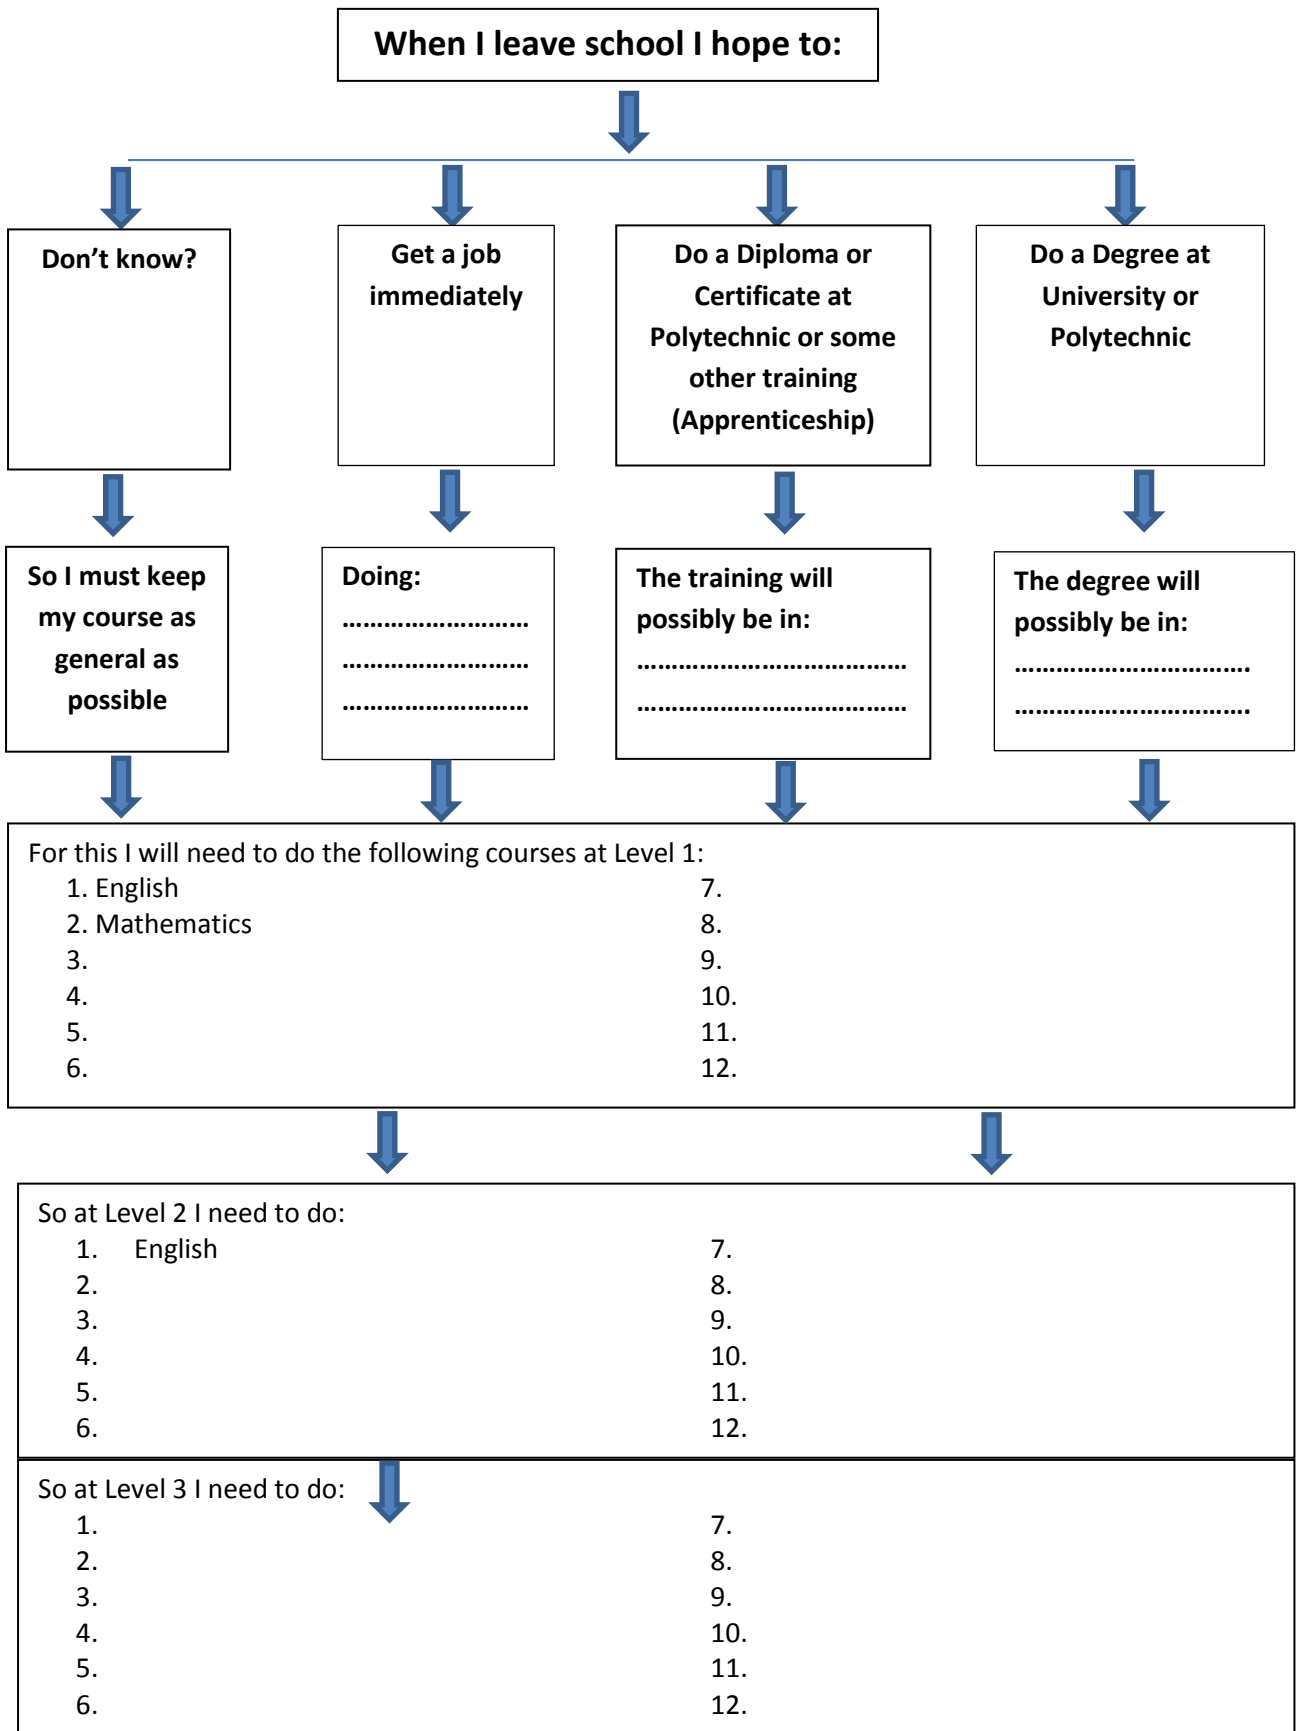 When I leave school I hope to:
Don’t know?
Get a job
immediately
Do a Diploma or
Certificate at
Polytechnic or some
other training
(Apprenticeship)
Do a Degree at
University or
Polytechnic
So I must keep
my course as
general as
possible
Doing:
………………………
………………………
………………………
The training will
possibly be in:
…………………………………
…………………………………
The degree will
possibly be in:
…………………………….
…………………………….
For this I will need to do the following courses at Level 1:
1. English
2. Mathematics
3.
4.
5.
6.
7.
8.
9.
10.
11.
12.
So at Level 2 I need to do:
1. English
2.
3.
4.
5.
6.
7.
8.
9.
10.
11.
12.
So at Level 3 I need to do:
1.
2.
3.
4.
5.
6.
7.
8.
9.
10.
11.
12.